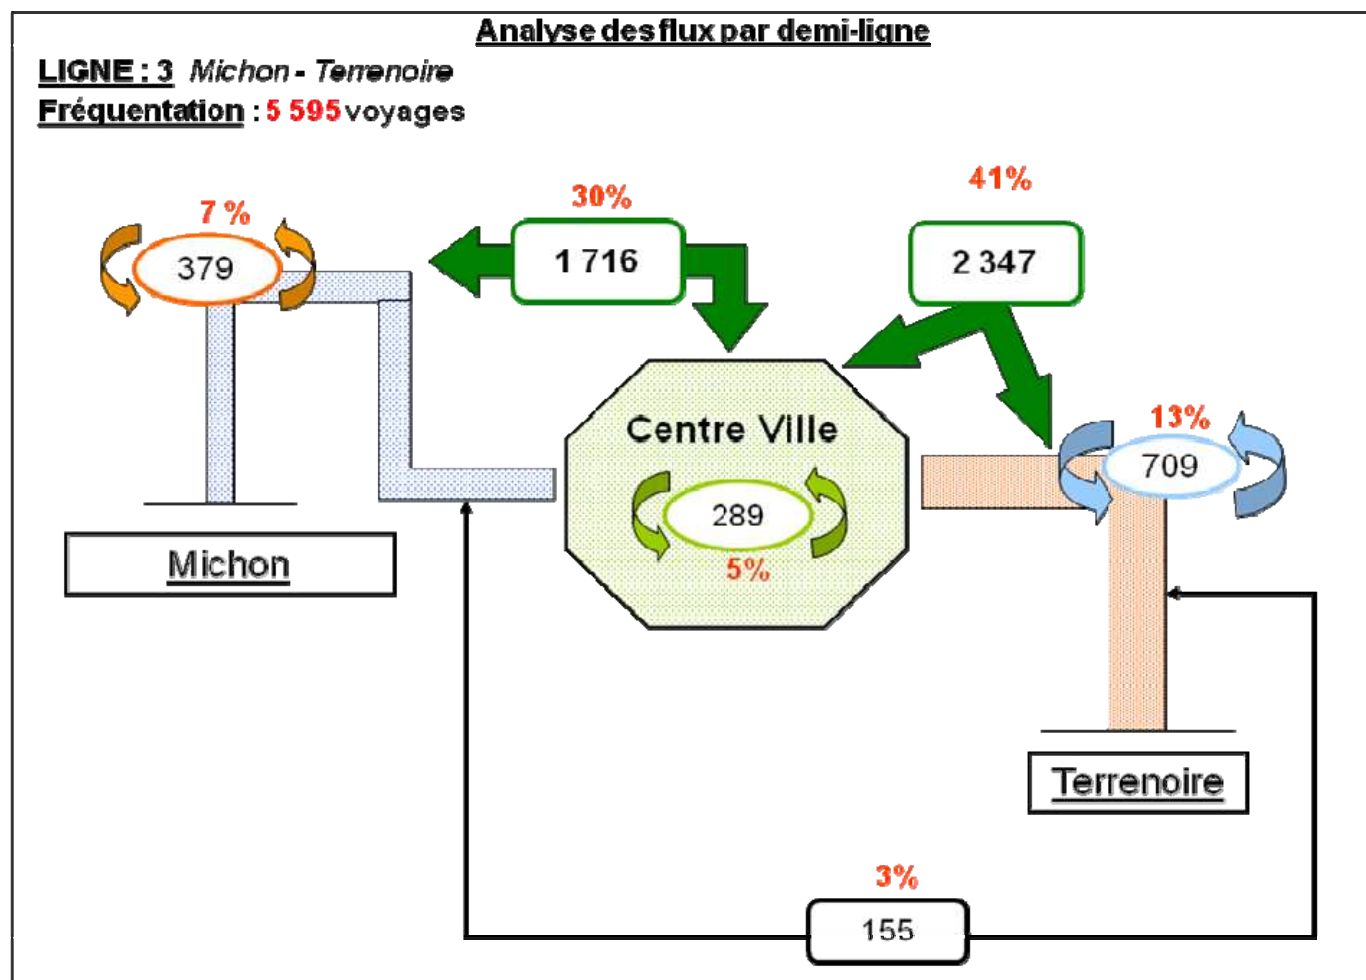 Analyse des flux par demi-ligne
LIGNE : 3 Michon - Terrenoire
Fréquentation : 5 595 voyages
41%
30%
7 %
1 716
2 347
379
13%
Centre Ville
709
289
5%
Michon
Terrenoire
3%
155